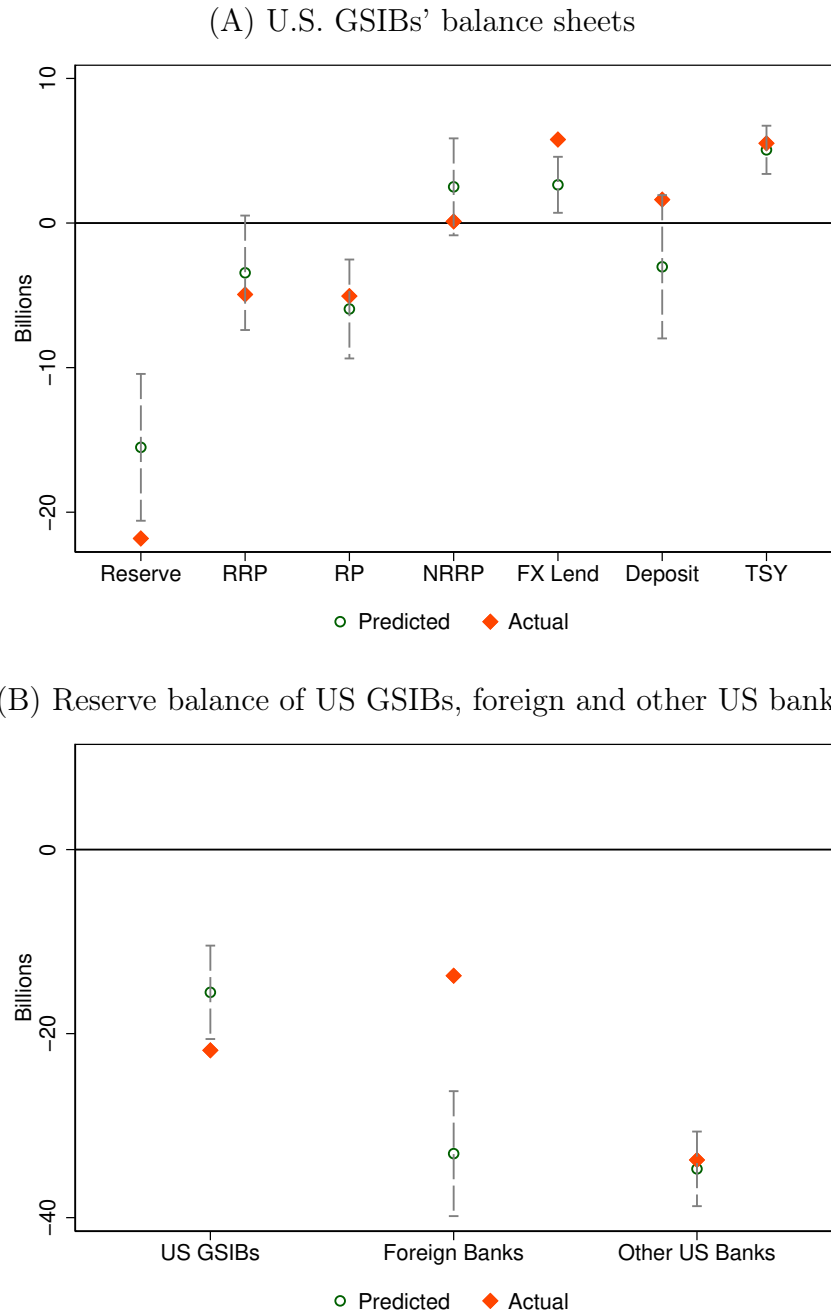 (A) U.S. GSIBs' balance sheets
10
0
−10
−20
Billions
Reserve RRP RP NRRP FX Lend Deposit TSY
Predicted Actual
(B) Reserve balance of US GSIBs, foreign and other US bank
0
−20
−40
Billions
US GSIBs Foreign Banks Other US Banks
Predicted Actual